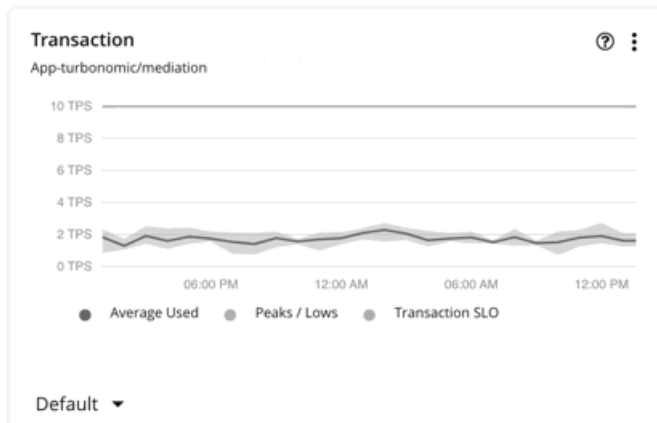 Transaction
App-turbonomic/mediation
10 TPS
8 TPS
6 TPS
4 TPS
2 TPS
0 TPS
06:00 PM 12:00 AM 06:00 AM 12:00 PM
Average Used Peaks / Lows Transaction SLO
Default